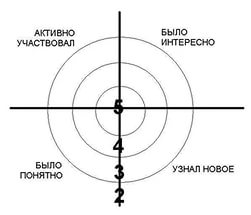 АКТИВНО
УЧАСТВОВАЛ
БЫЛО
ИНТЕРЕСНО
5
4
БЫЛО
ПОНЯТНО
3
УЗНАЛ НОВОЕ
2